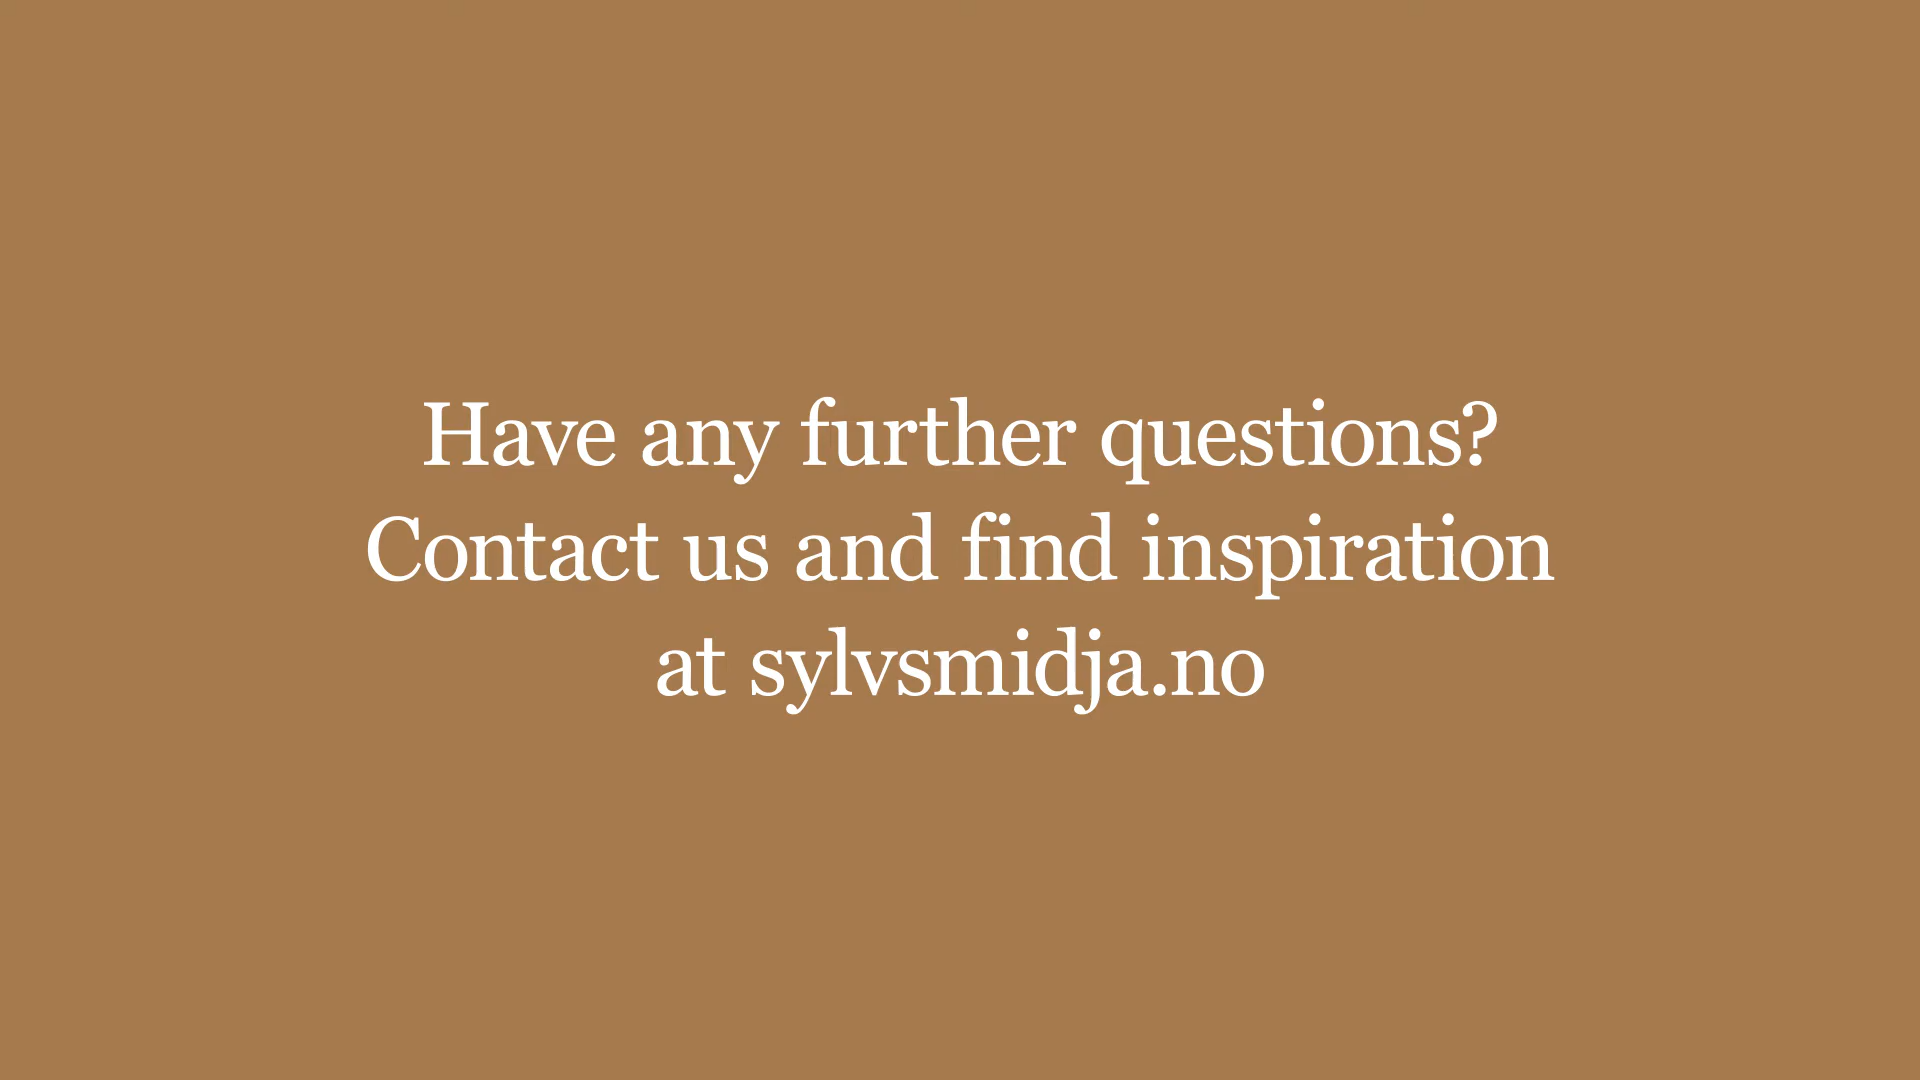 Have any further questions?
Contact us and find inspiration
at sylvsmidja.no